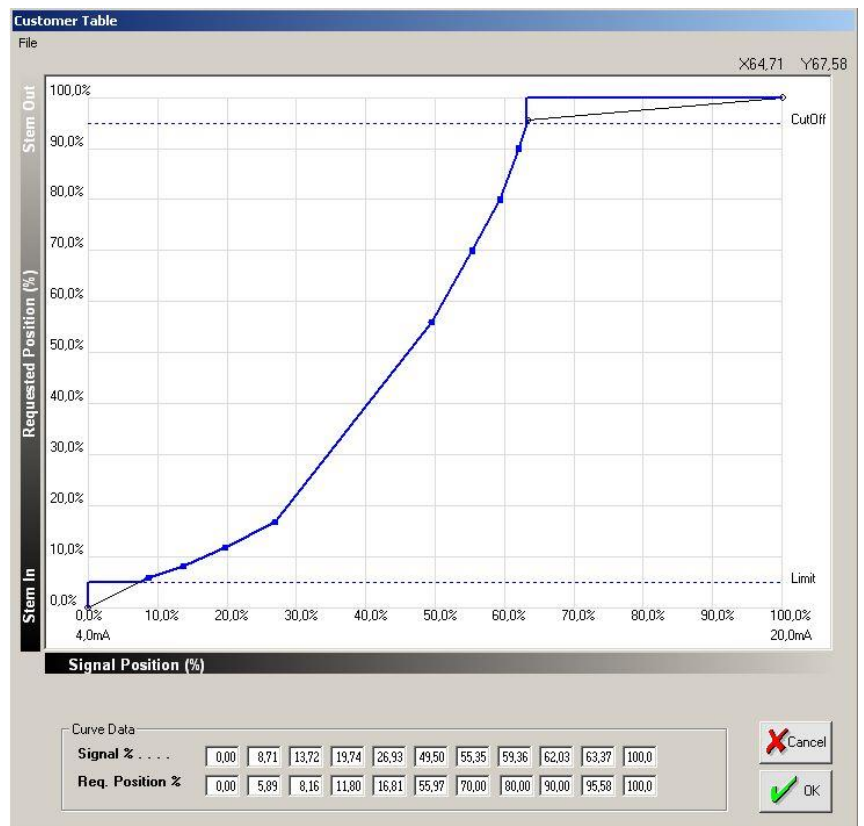 Customer Table
File
X64,71 Y67,58
Stem Out
Requested Position (%)
Stem In
100,0%
CutOff
90,0%
80,0%
70,0%
60,0%
50,0%
40,0%
30,0%
20,0%
10,0%
Limit
0,0%
0,0% 10,0% 20,0% 30,0% 40,0% 50,0% 60,0% 70,0% 80,0% 90,0% 100,0%
4,0mA 20,0mA
Signal Position (%)
Curve Data
Signal % . . . . 0,00 8,71 13,72 19,74 26,93 49,50 55,35 59,36 62,03 63,37 100,0
Req. Position % 0,00 5,89 8,16 11,80 16,81 55,97 70,00 80,00 90,00 95,58 100,0
Cancel
OK